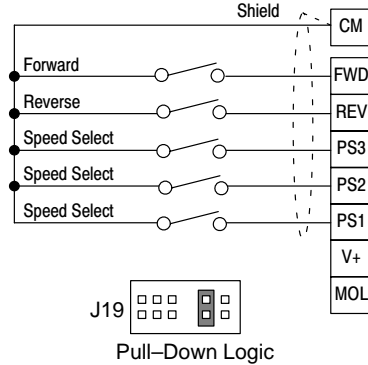 Shield
CM
Forward
FWD
Reverse
REV
Speed Select
PS3
Speed Select
PS2
Speed Select
PS1
V+
MOL
J19
Pull–Down Logic